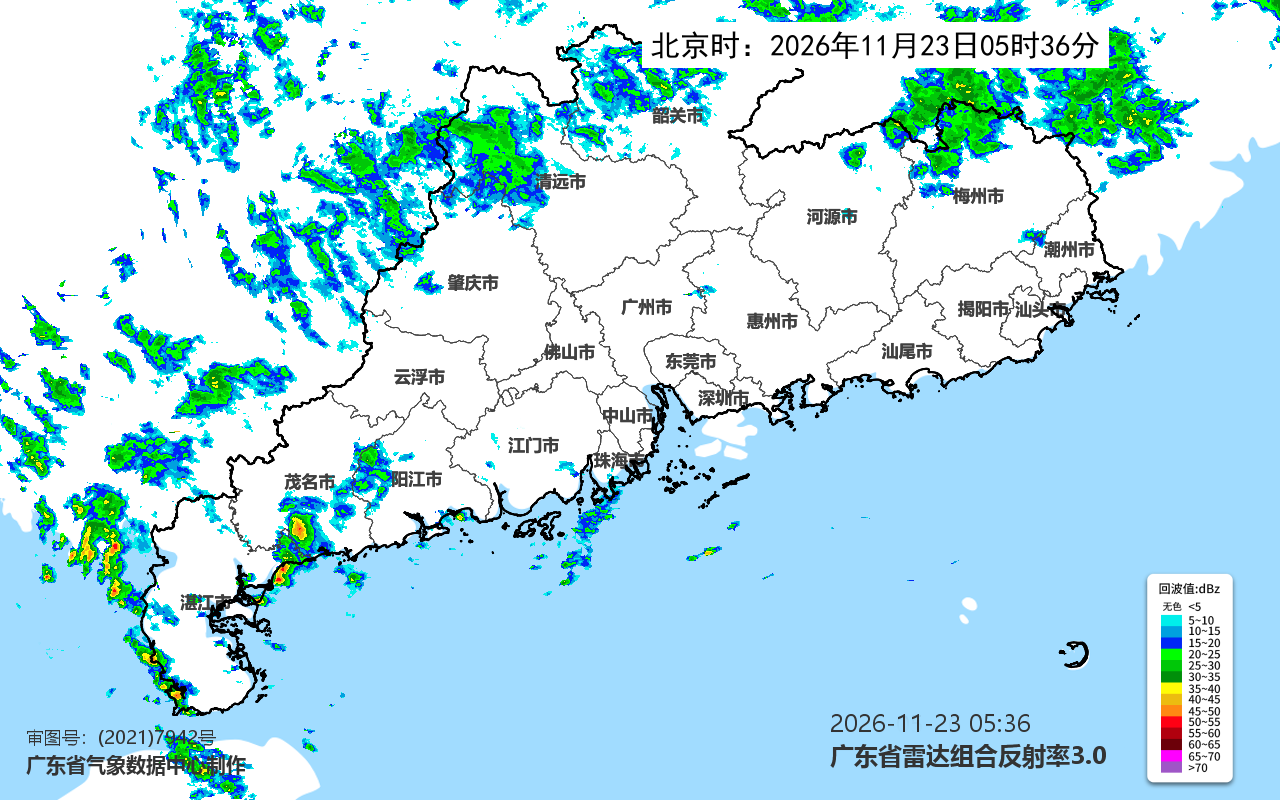 北京时：2026年11月23日05时36分
韶关市
清远市
梅州市
河源市
潮州市
肇庆市
广州市
揭阳市
汕头市
惠州市
佛山市
东莞市
汕尾市
云浮市
深圳市
中山市
江门市
珠海市
茂名市
阳江市
湛江市
回波值:dBz
无色 <5
5~10
10~15
15~20
20~25
25~30
30~35
35~40
40~45
45~50
50~55
55~60
60~65
65~70
>70
2026-11-23 05:36
广东省雷达组合反射率3.0
审图号：(2021)7942号
广东省气象数据中心制作